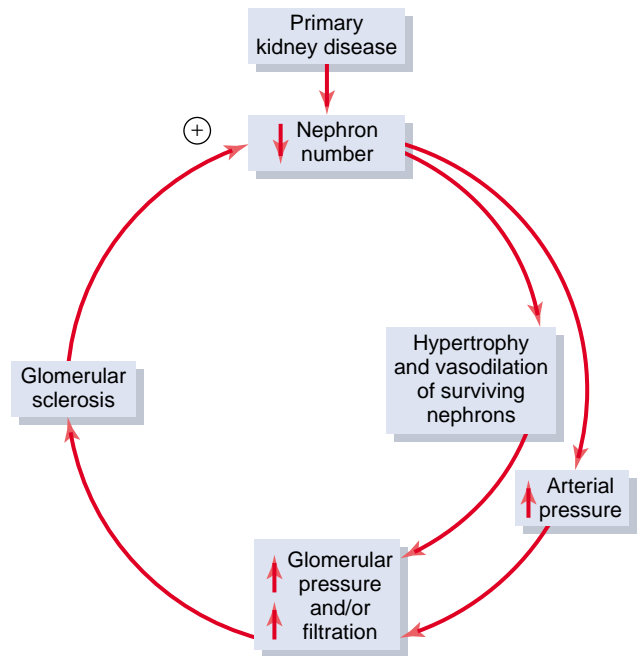 Primary
kidney disease
+
Nephron
number
Hypertrophy
and vasodilation
of surviving
nephrons
Glomerular
sclerosis
Arterial
pressure
Glomerular
pressure
and/or
filtration